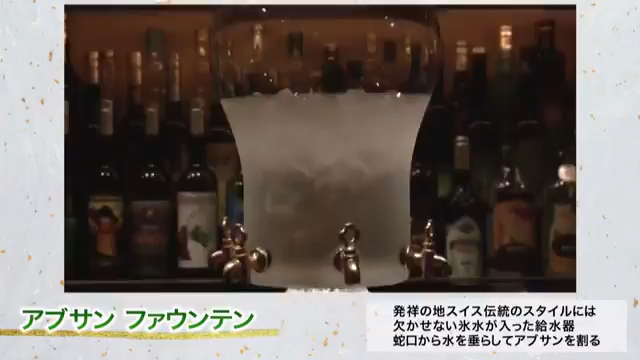 アブサン ファウンテン
発祥の地スイス伝統のスタイルには
欠かせない氷水が入った給水器
蛇口から水を垂らしてアブサンを割る